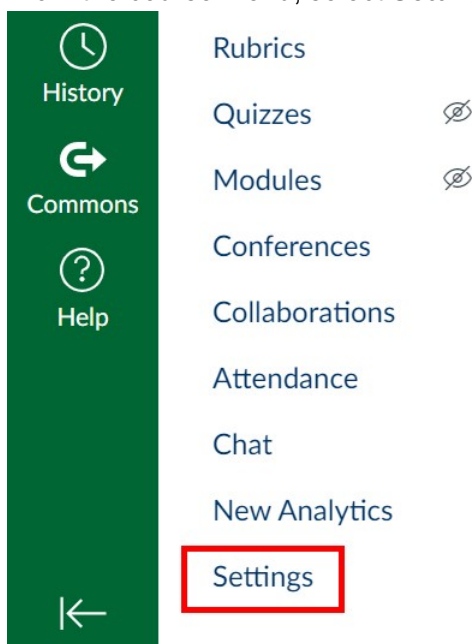 History
Commons
Help
Rubrics
Quizzes
Modules
Conferences
Collaborations
Attendance
Chat
New Analytics
Settings